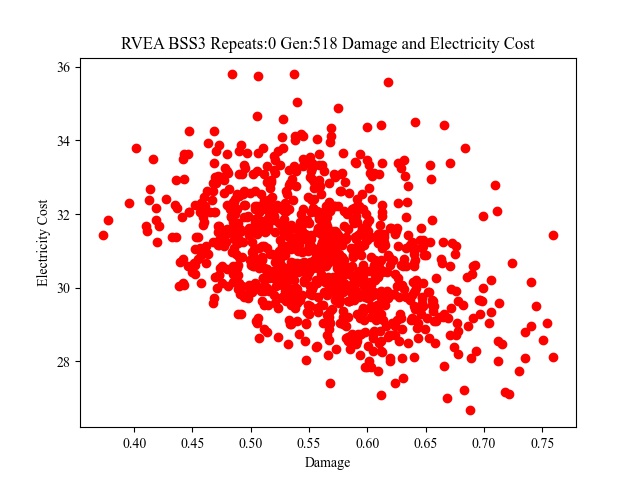 RVEA BSS3 Repeats:0 Gen:518 Damage and Electricity Cost
36
34
32
30
28
Electricity Cost
0.40 0.45 0.50 0.55 0.60 0.65 0.70 0.75
Damage